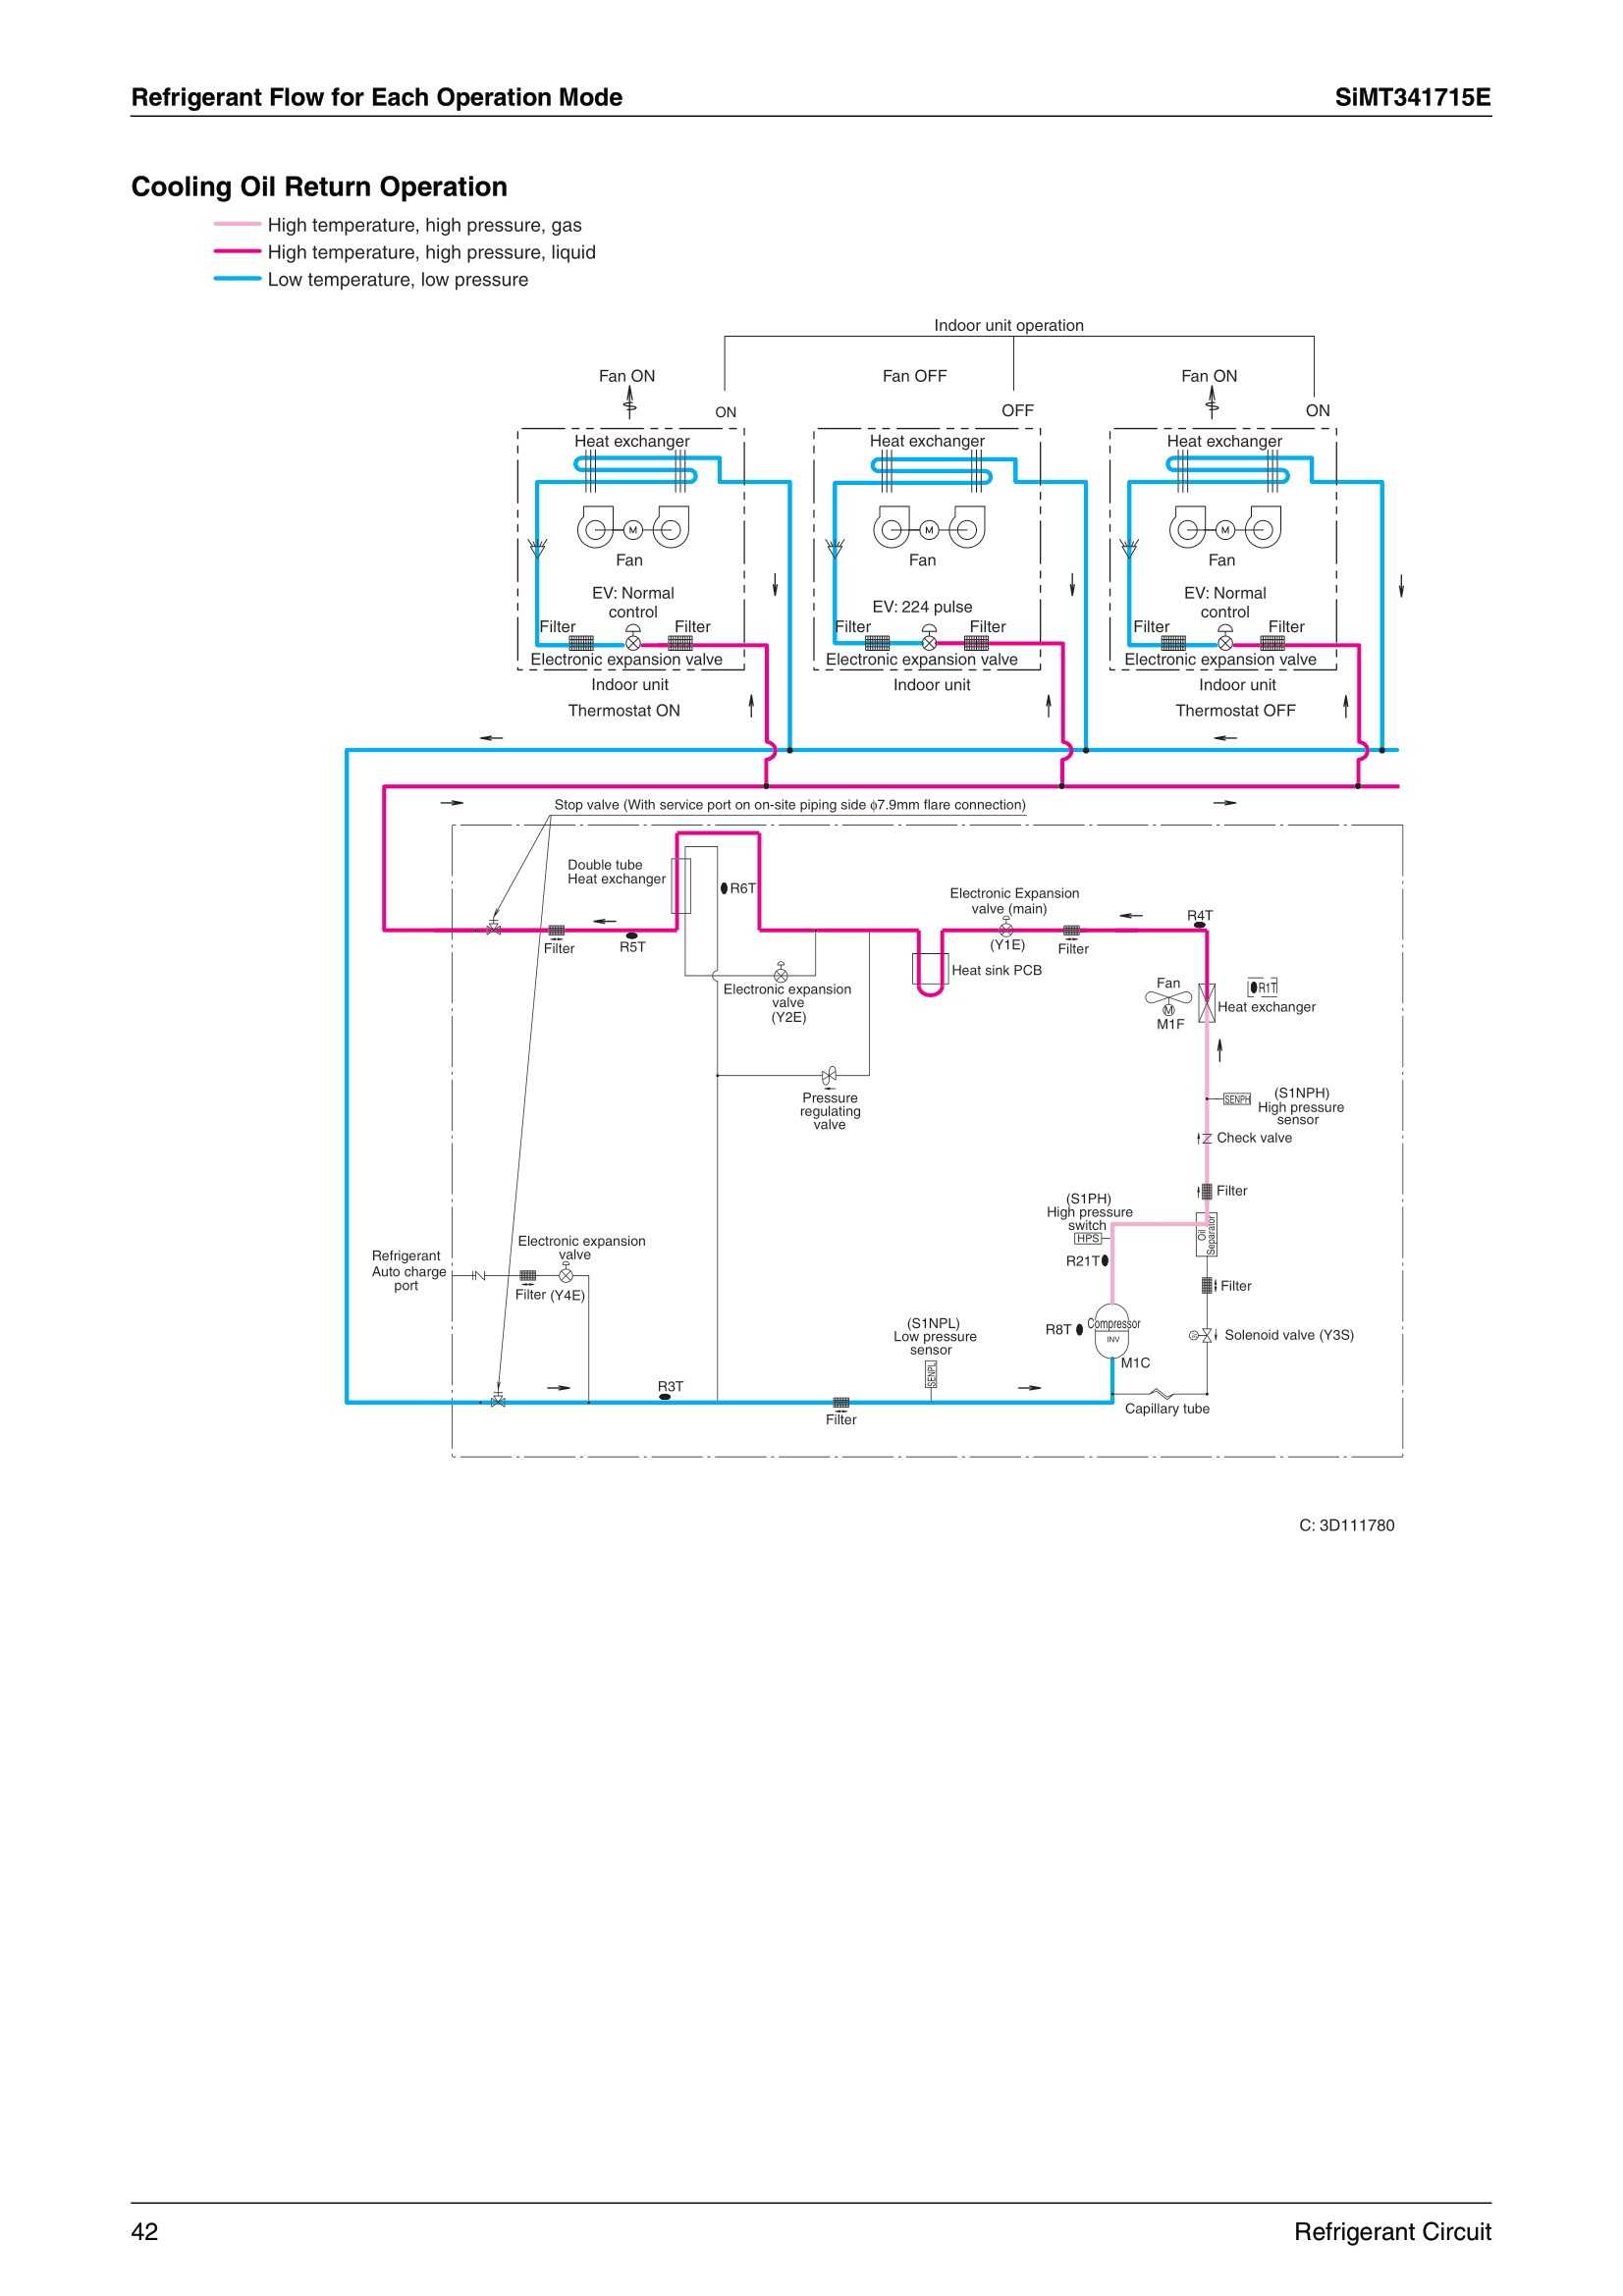 Refrigerant Flow for Each Operation Mode SiMT341715E
Cooling Oil Return Operation
High temperature, high pressure, gas
High temperature, high pressure, liquid
Low temperature, low pressure
Indoor unit operation
Fan ON Fan OFF Fan ON
ON OFF ON
Heat exchanger Heat exchanger Heat exchanger
M M M
Fan Fan Fan
EV: Normal
control
EV: 224 pulse
EV: Normal
control
Filter Filter Filter Filter Filter Filter
Electronic expansion valve Electronic expansion valve Electronic expansion valve
Indoor unit Indoor unit Indoor unit
Thermostat ON Thermostat OFF
Stop valve (With service port on on-site piping side ϕ7.9mm flare connection)
Double tube
Heat exchanger
R6T
Electronic Expansion
valve (main)
(Y1E)
R4T
Filter
R5T
Filter
Heat sink PCB
Electronic expansion
valve
(Y2E)
Fan
M
M1F
R1T
Heat exchanger
Pressure
regulating
valve
SENPH
(S1NPH)
High pressure
sensor
Check valve
Filter
(S1PH)
High pressure
switch
HPS
Oil
Separator
R21T
Electronic expansion
valve
Refrigerant
Auto charge
port
Filter (Y4E)
Filter
(S1NPL)
Low pressure
sensor
SENPL
R8T
Compressor
INV
M1C
Solenoid valve (Y3S)
R3T
Filter
Capillary tube
C: 3D111780
42 Refrigerant Circuit